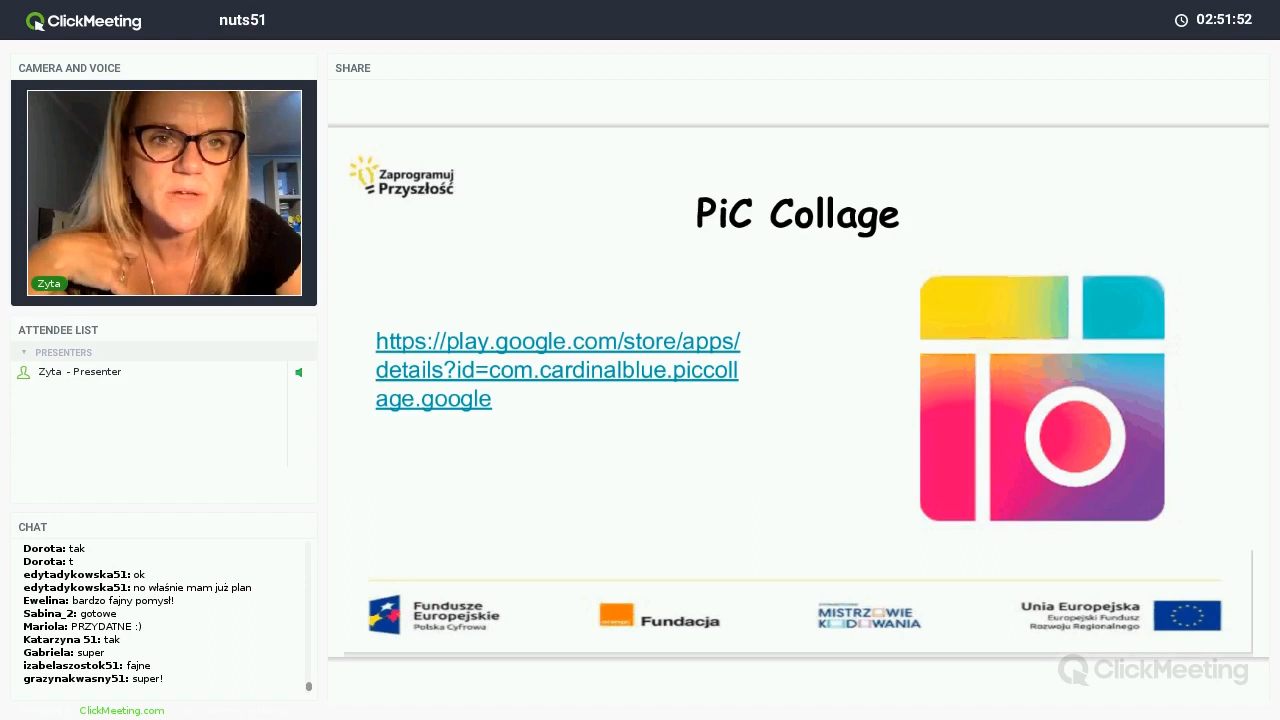 ClickMeeting
nuts51
02:51:52
CAMERA AND VOICE
Zyta
ATTENDEE LIST
PRESENTERS
Zyta - Presenter
CHAT
Dorota: tak
Dorota: t
edytadykowska51: ok
edytadykowska51: no właśnie mam już plan
Ewelina: bardzo fajny pomysł!
Sabina_2: gotowe
Mariola: PRZYDATNE :)
Katarzyna 51: tak
Gabriela: super
izabelaszostok51: fajne
grazynakwasny51: super!
ClickMeeting.com
SHARE
Zaprogramuj
Przyszłość
PiC Collage
https://play.google.com/store/apps/
details?id=com.cardinalblue.piccoll
age.google
Fundusze
Europejskie
Polska Cyfrowa
Fundacja
MISTRZOWIE
KODOWANIA
Unia Europejska
Europejski Fundusz
Rozwoju Regionalnego
ClickMeeting